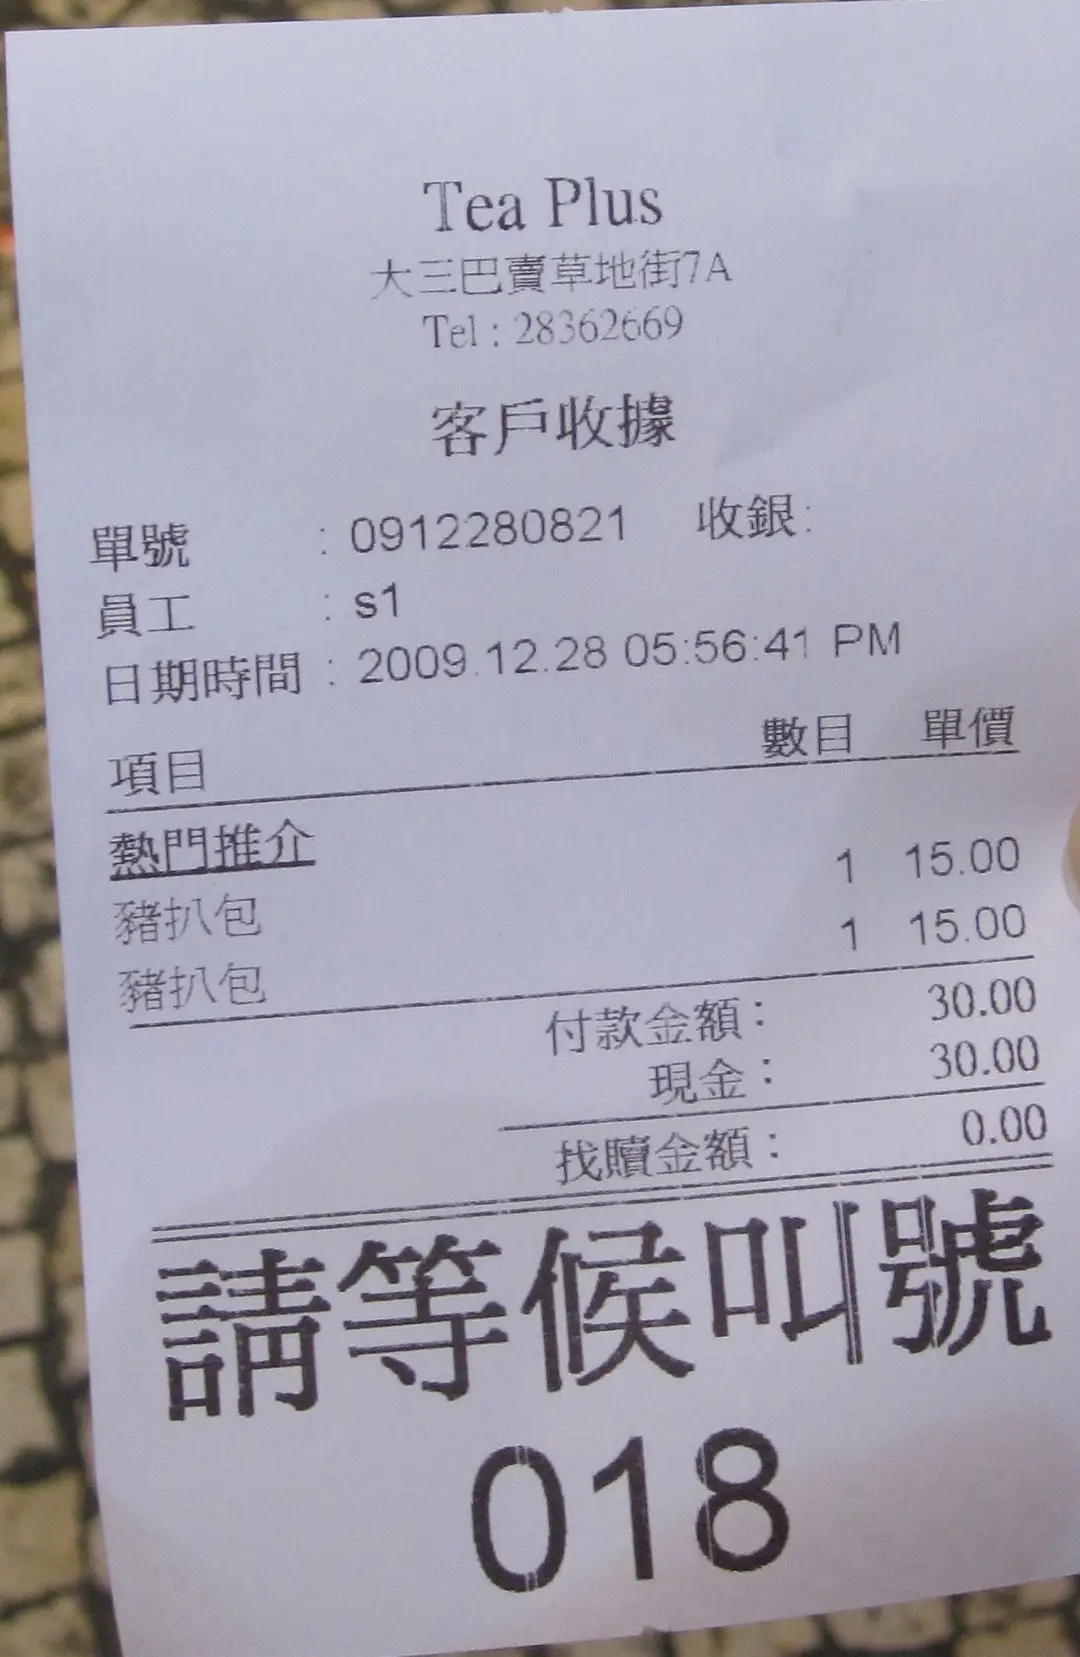 Tea Plus
大三巴賣草地街7A
Tel : 28362669
客戶收據
單號 : 0912280821 收銀:
員工 : s1
日期時間 : 2009.12.28 05:56:41 PM
項目 數目 單價
熱門推介
豬扒包 1 15.00
豬扒包 1 15.00
付款金額： 30.00
現金： 30.00
找贖金額： 0.00
請等候叫號
018